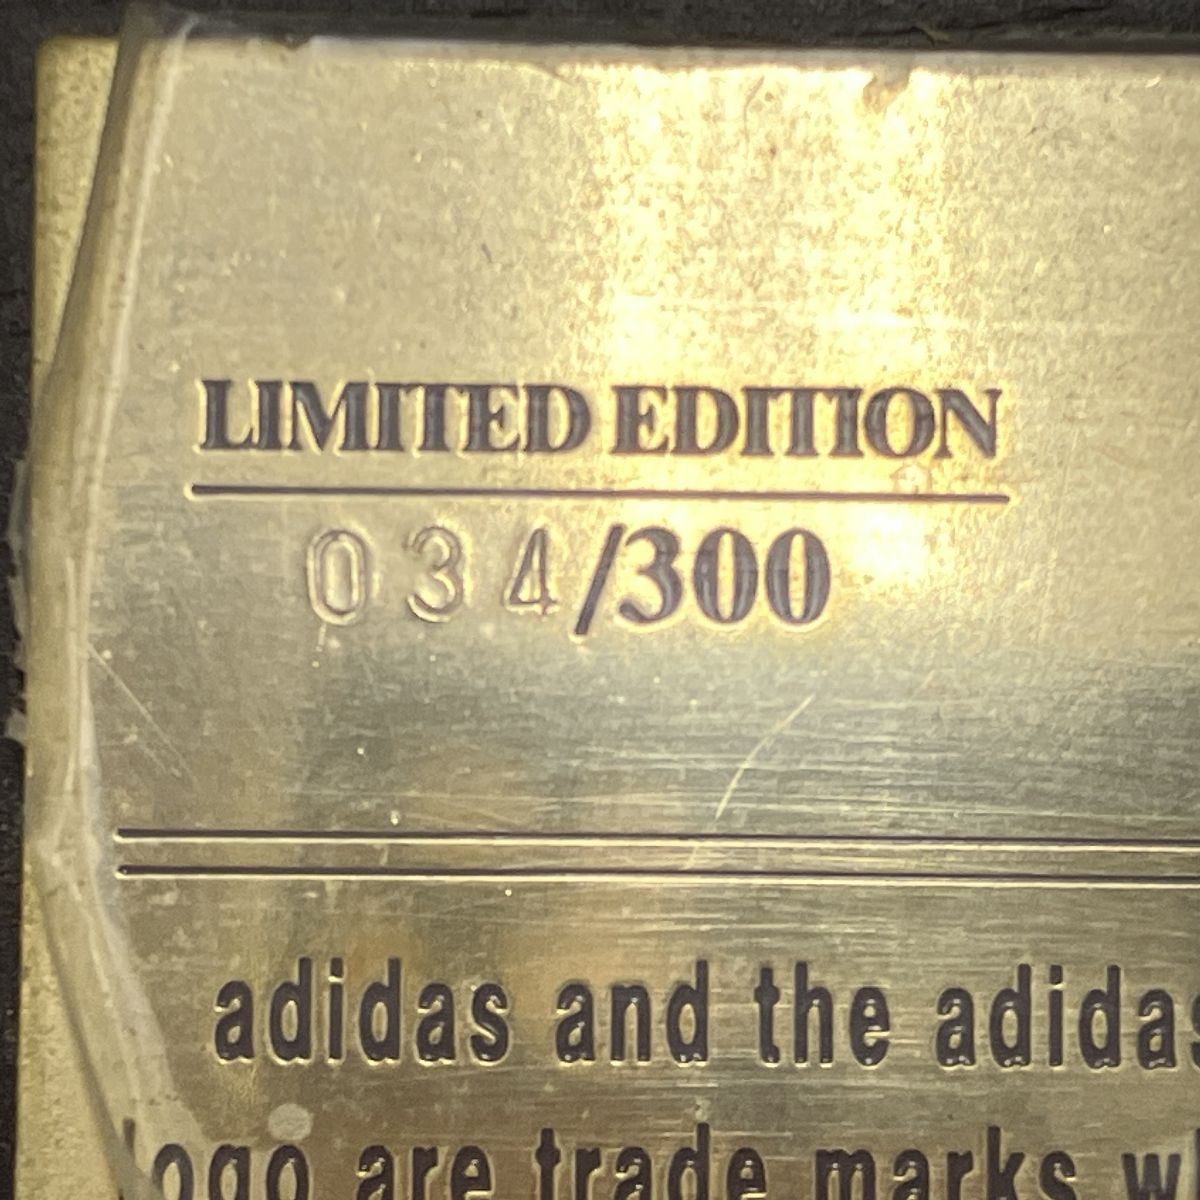 LIMITED EDITION
034/300
adidas and the adidas
logo are trade marks